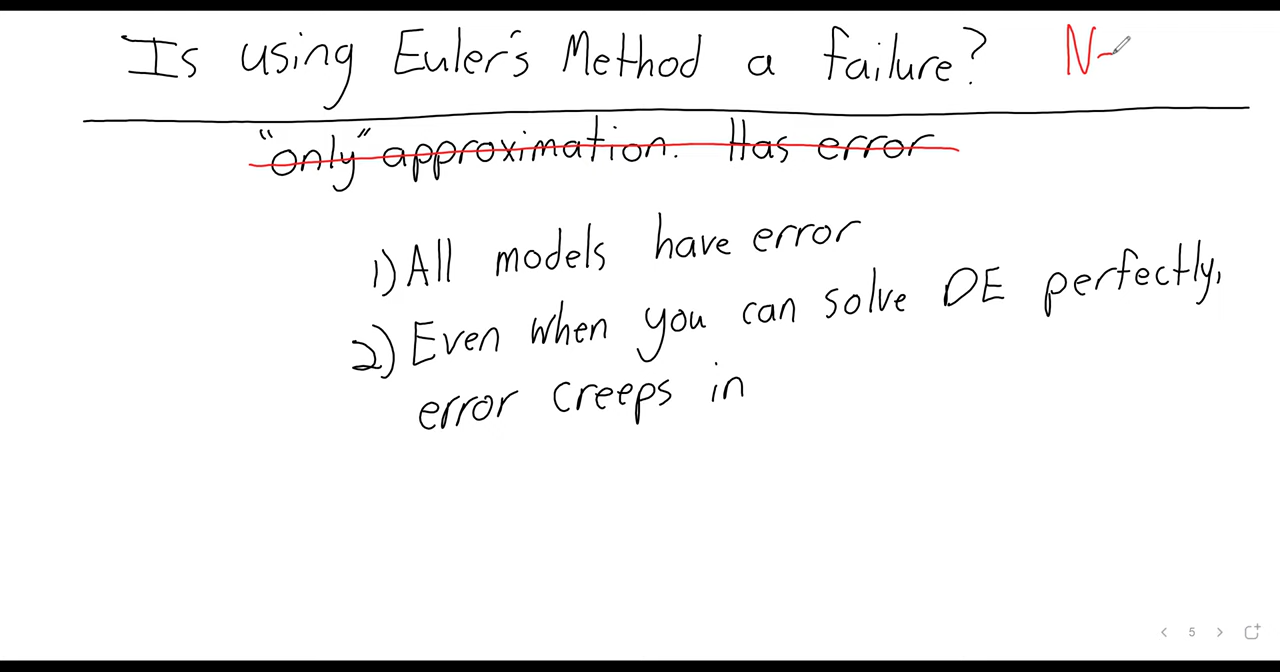 Is using Euler's Method a failure? N
"only" approximation. Has error
1) All models have error
2) Even when you can solve DE perfectly,
error creeps in
5